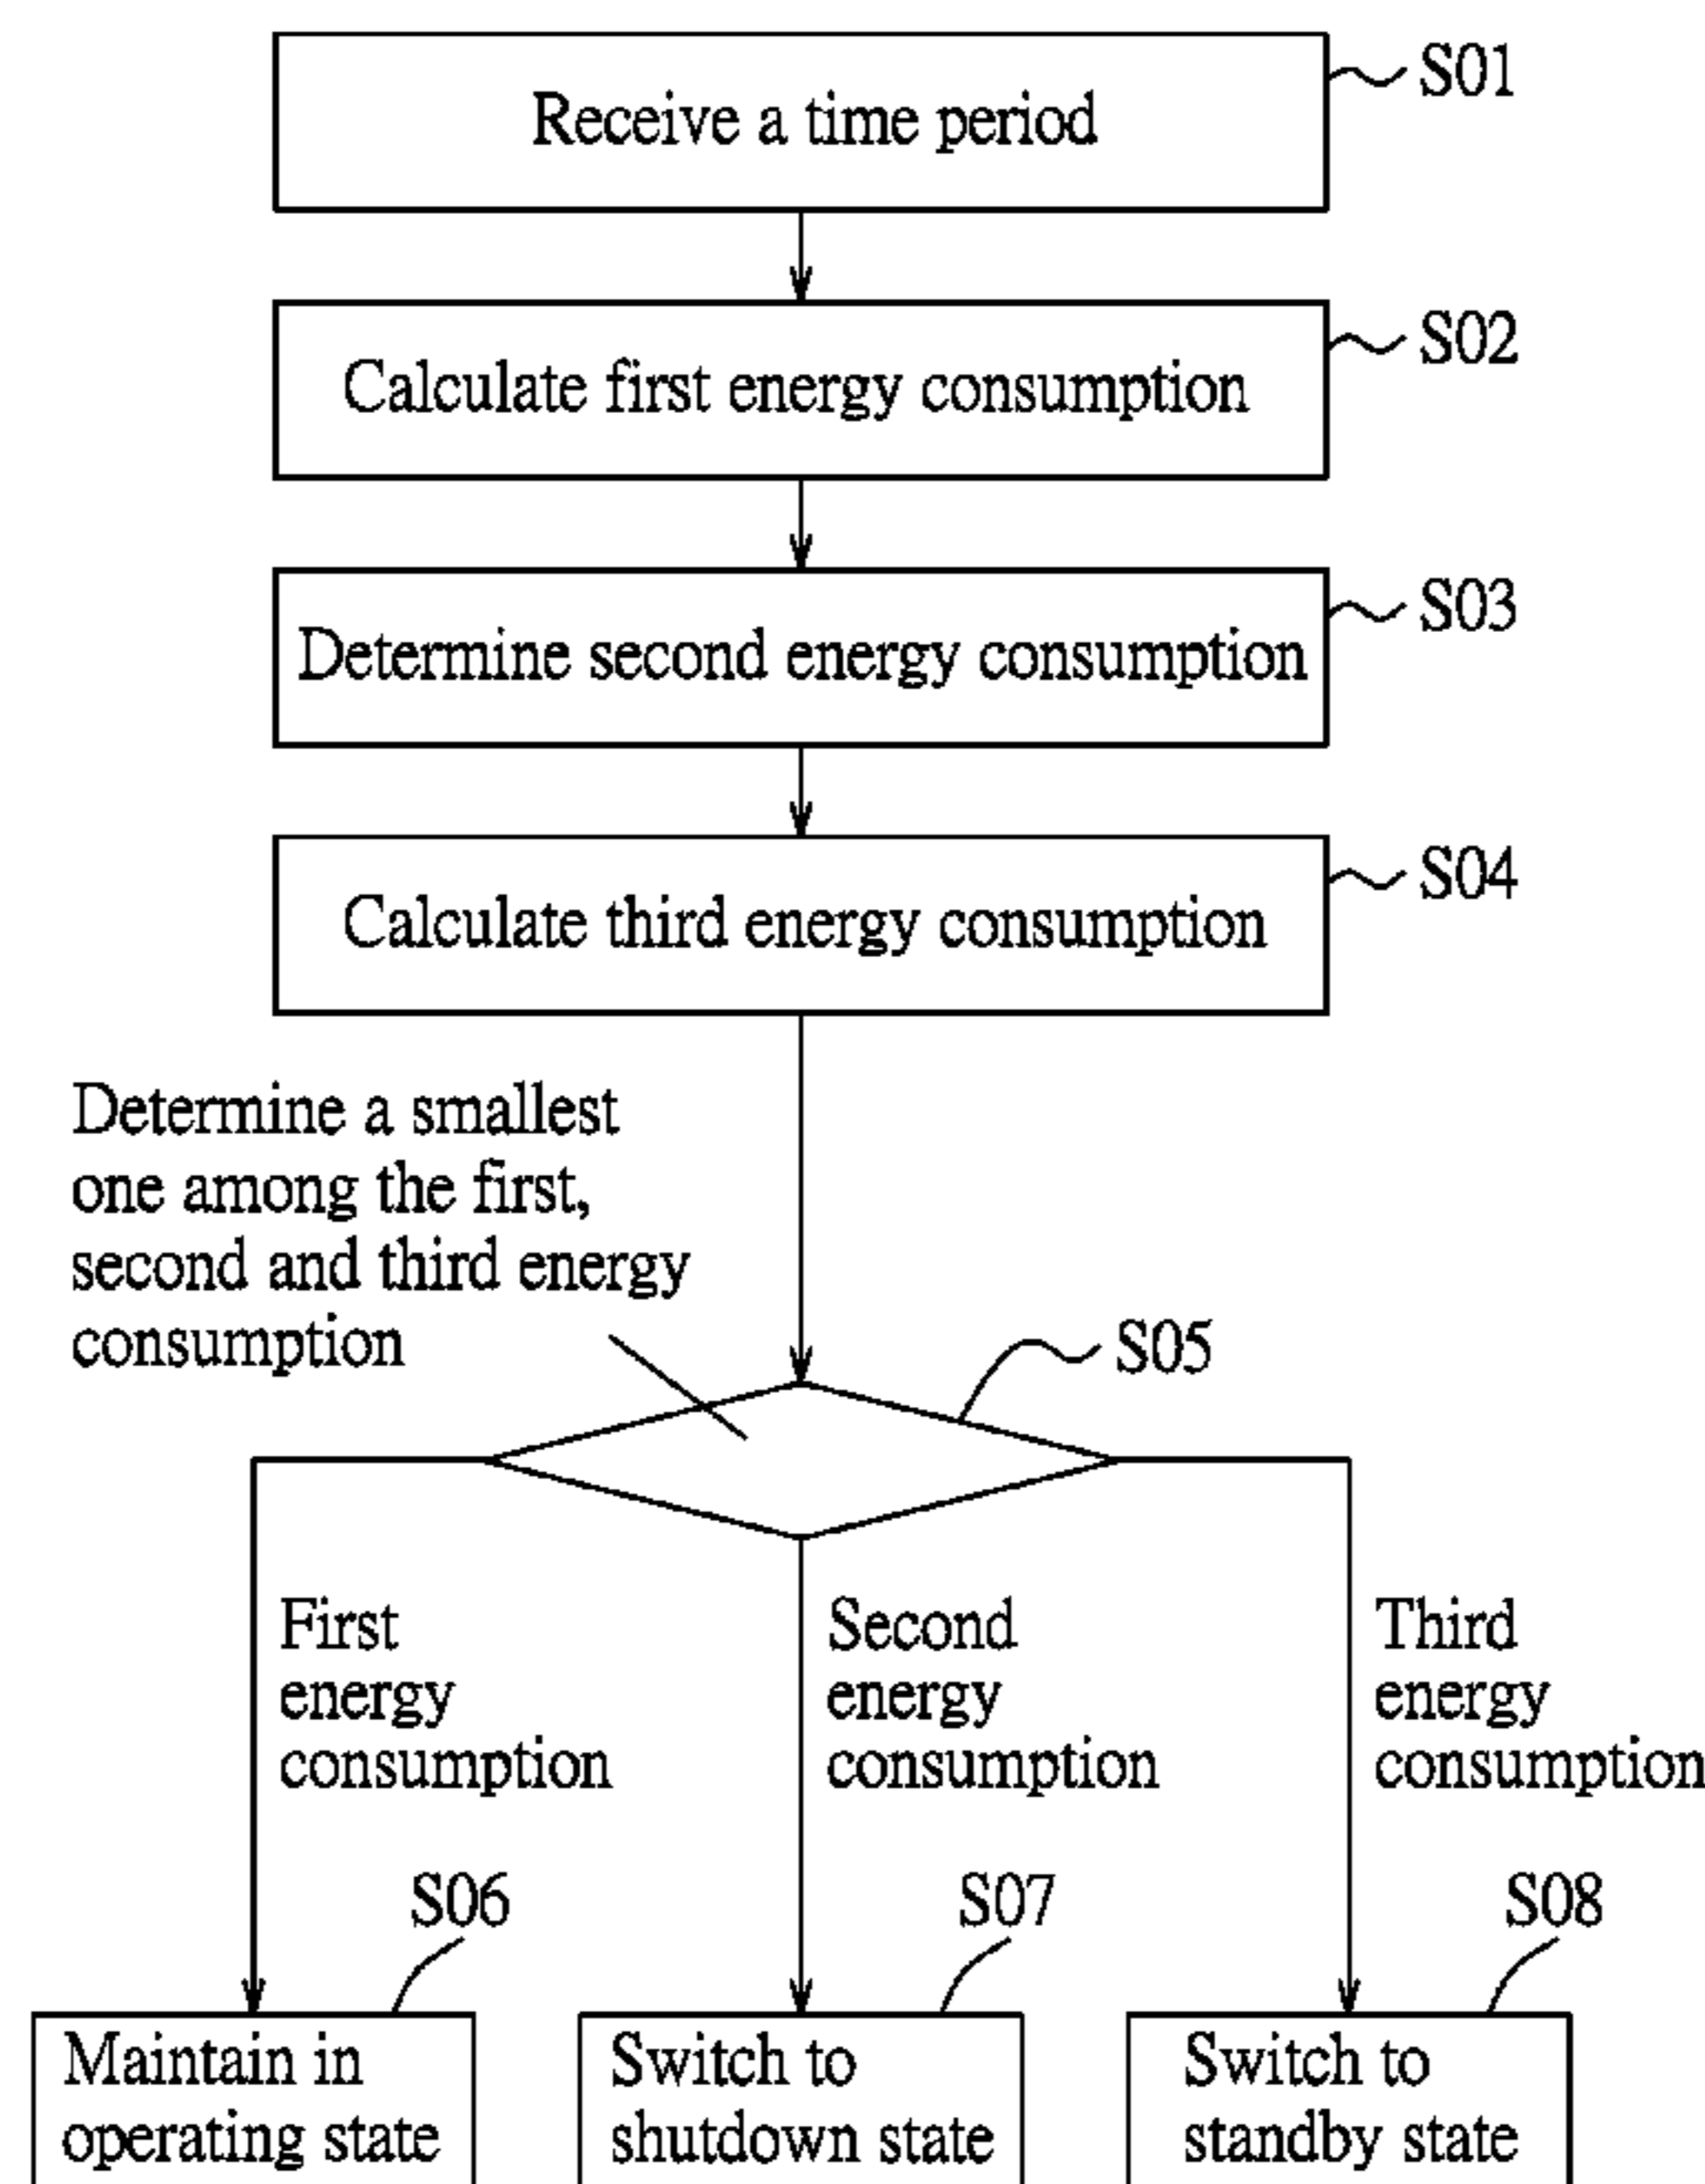 Receive a time period
S01
Calculate first energy consumption
S02
Determine second energy consumption
S03
Calculate third energy consumption
S04
Determine a smallest
one among the first,
second and third energy
consumption
S05
First
energy
consumption
Second
energy
consumption
Third
energy
consumption
S06
S07
S08
Maintain in
operating state
Switch to
shutdown state
Switch to
standby state